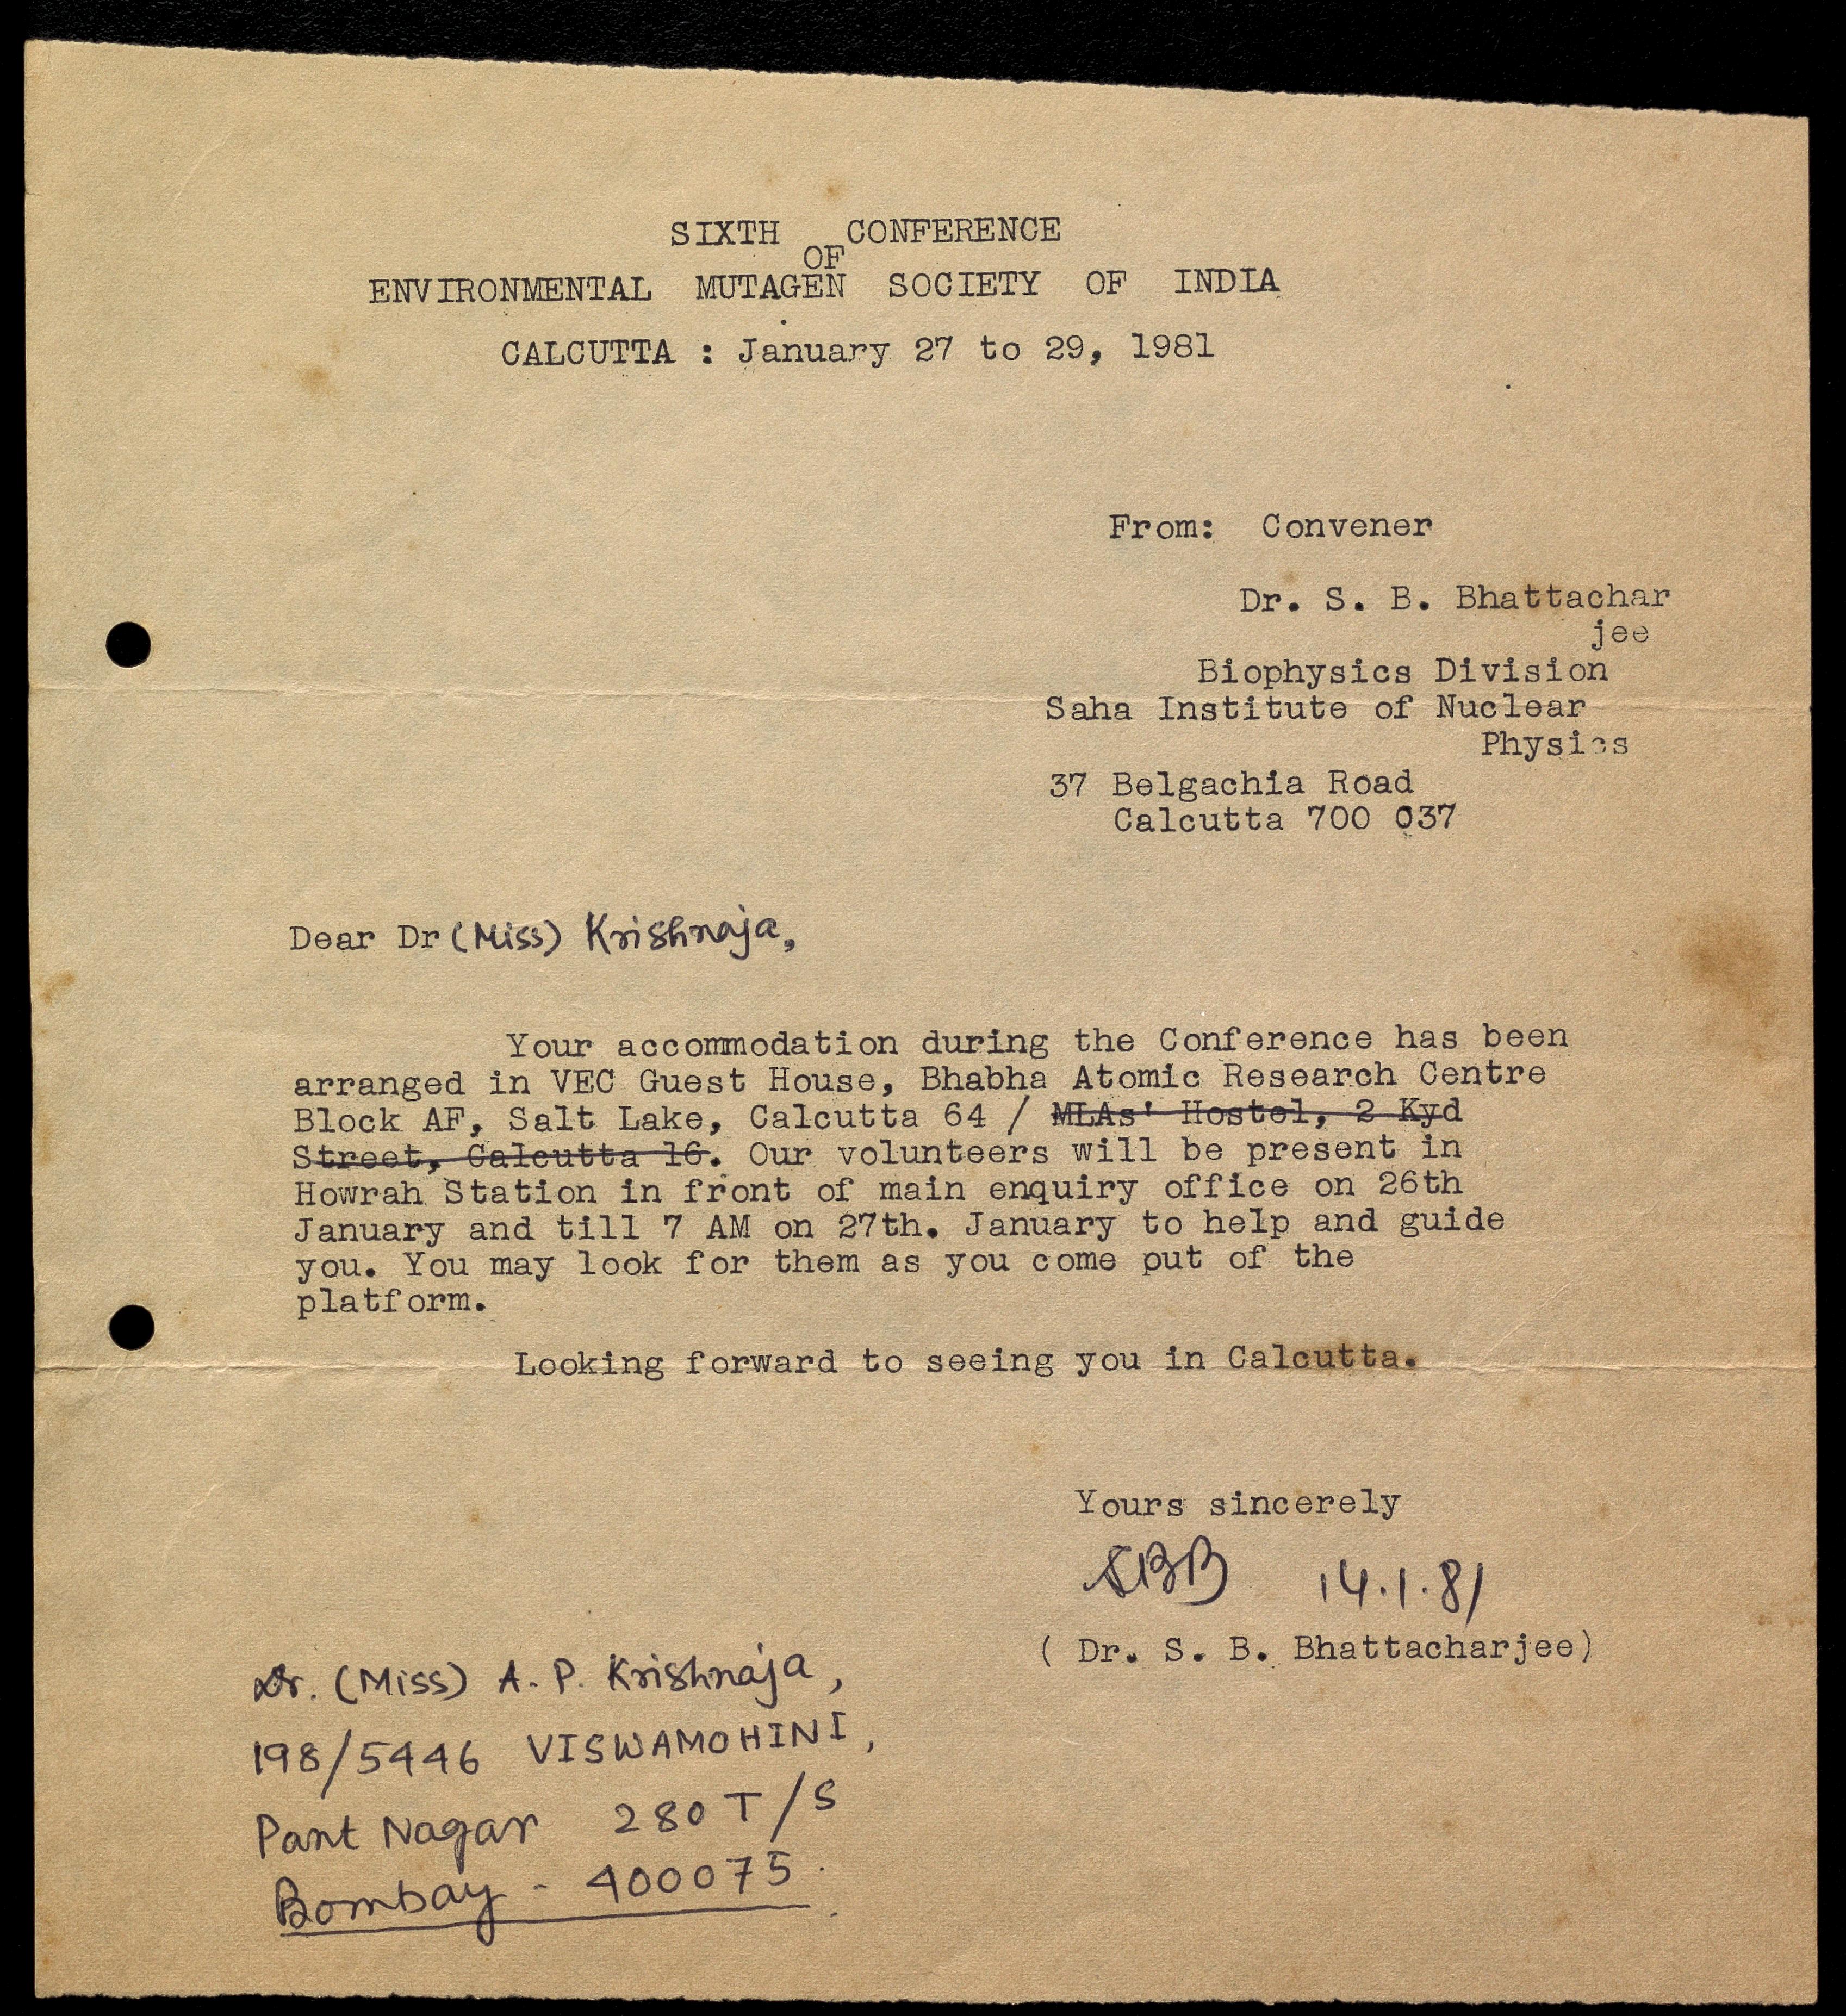 SIXTH CONFERENCE
OF
ENVIRONMENTAL MUTAGEN SOCIETY OF INDIA
CALCUTTA : January 27 to 29, 1981
From: Convener
Dr. S. B. Bhattachar
jee
Biophysics Division
Saha Institute of Nuclear
Physics
37 Belgachia Road
Calcutta 700 037
Dear Dr (Miss) Krishnaja,
Your accommodation during the Conference has been
arranged in VEC Guest House, Bhabha Atomic Research Centre
Block AF, Salt Lake, Calcutta 64 / MLAs' Hostel, 2 Kyd
Street, Calcutta 16. Our volunteers will be present in
Howrah Station in front of main enquiry office on 26th
January and till 7 AM on 27th. January to help and guide
you. You may look for them as you come put of the
platform.
Looking forward to seeing you in Calcutta.
Yours sincerely
SBB 14.1.81
( Dr. S. B. Bhattacharjee)
Dr. (Miss) A. P. Krishnaja,
198/5446 VISWAMOHINI,
Pant Nagar 280 T/S
Bombay - 400075.